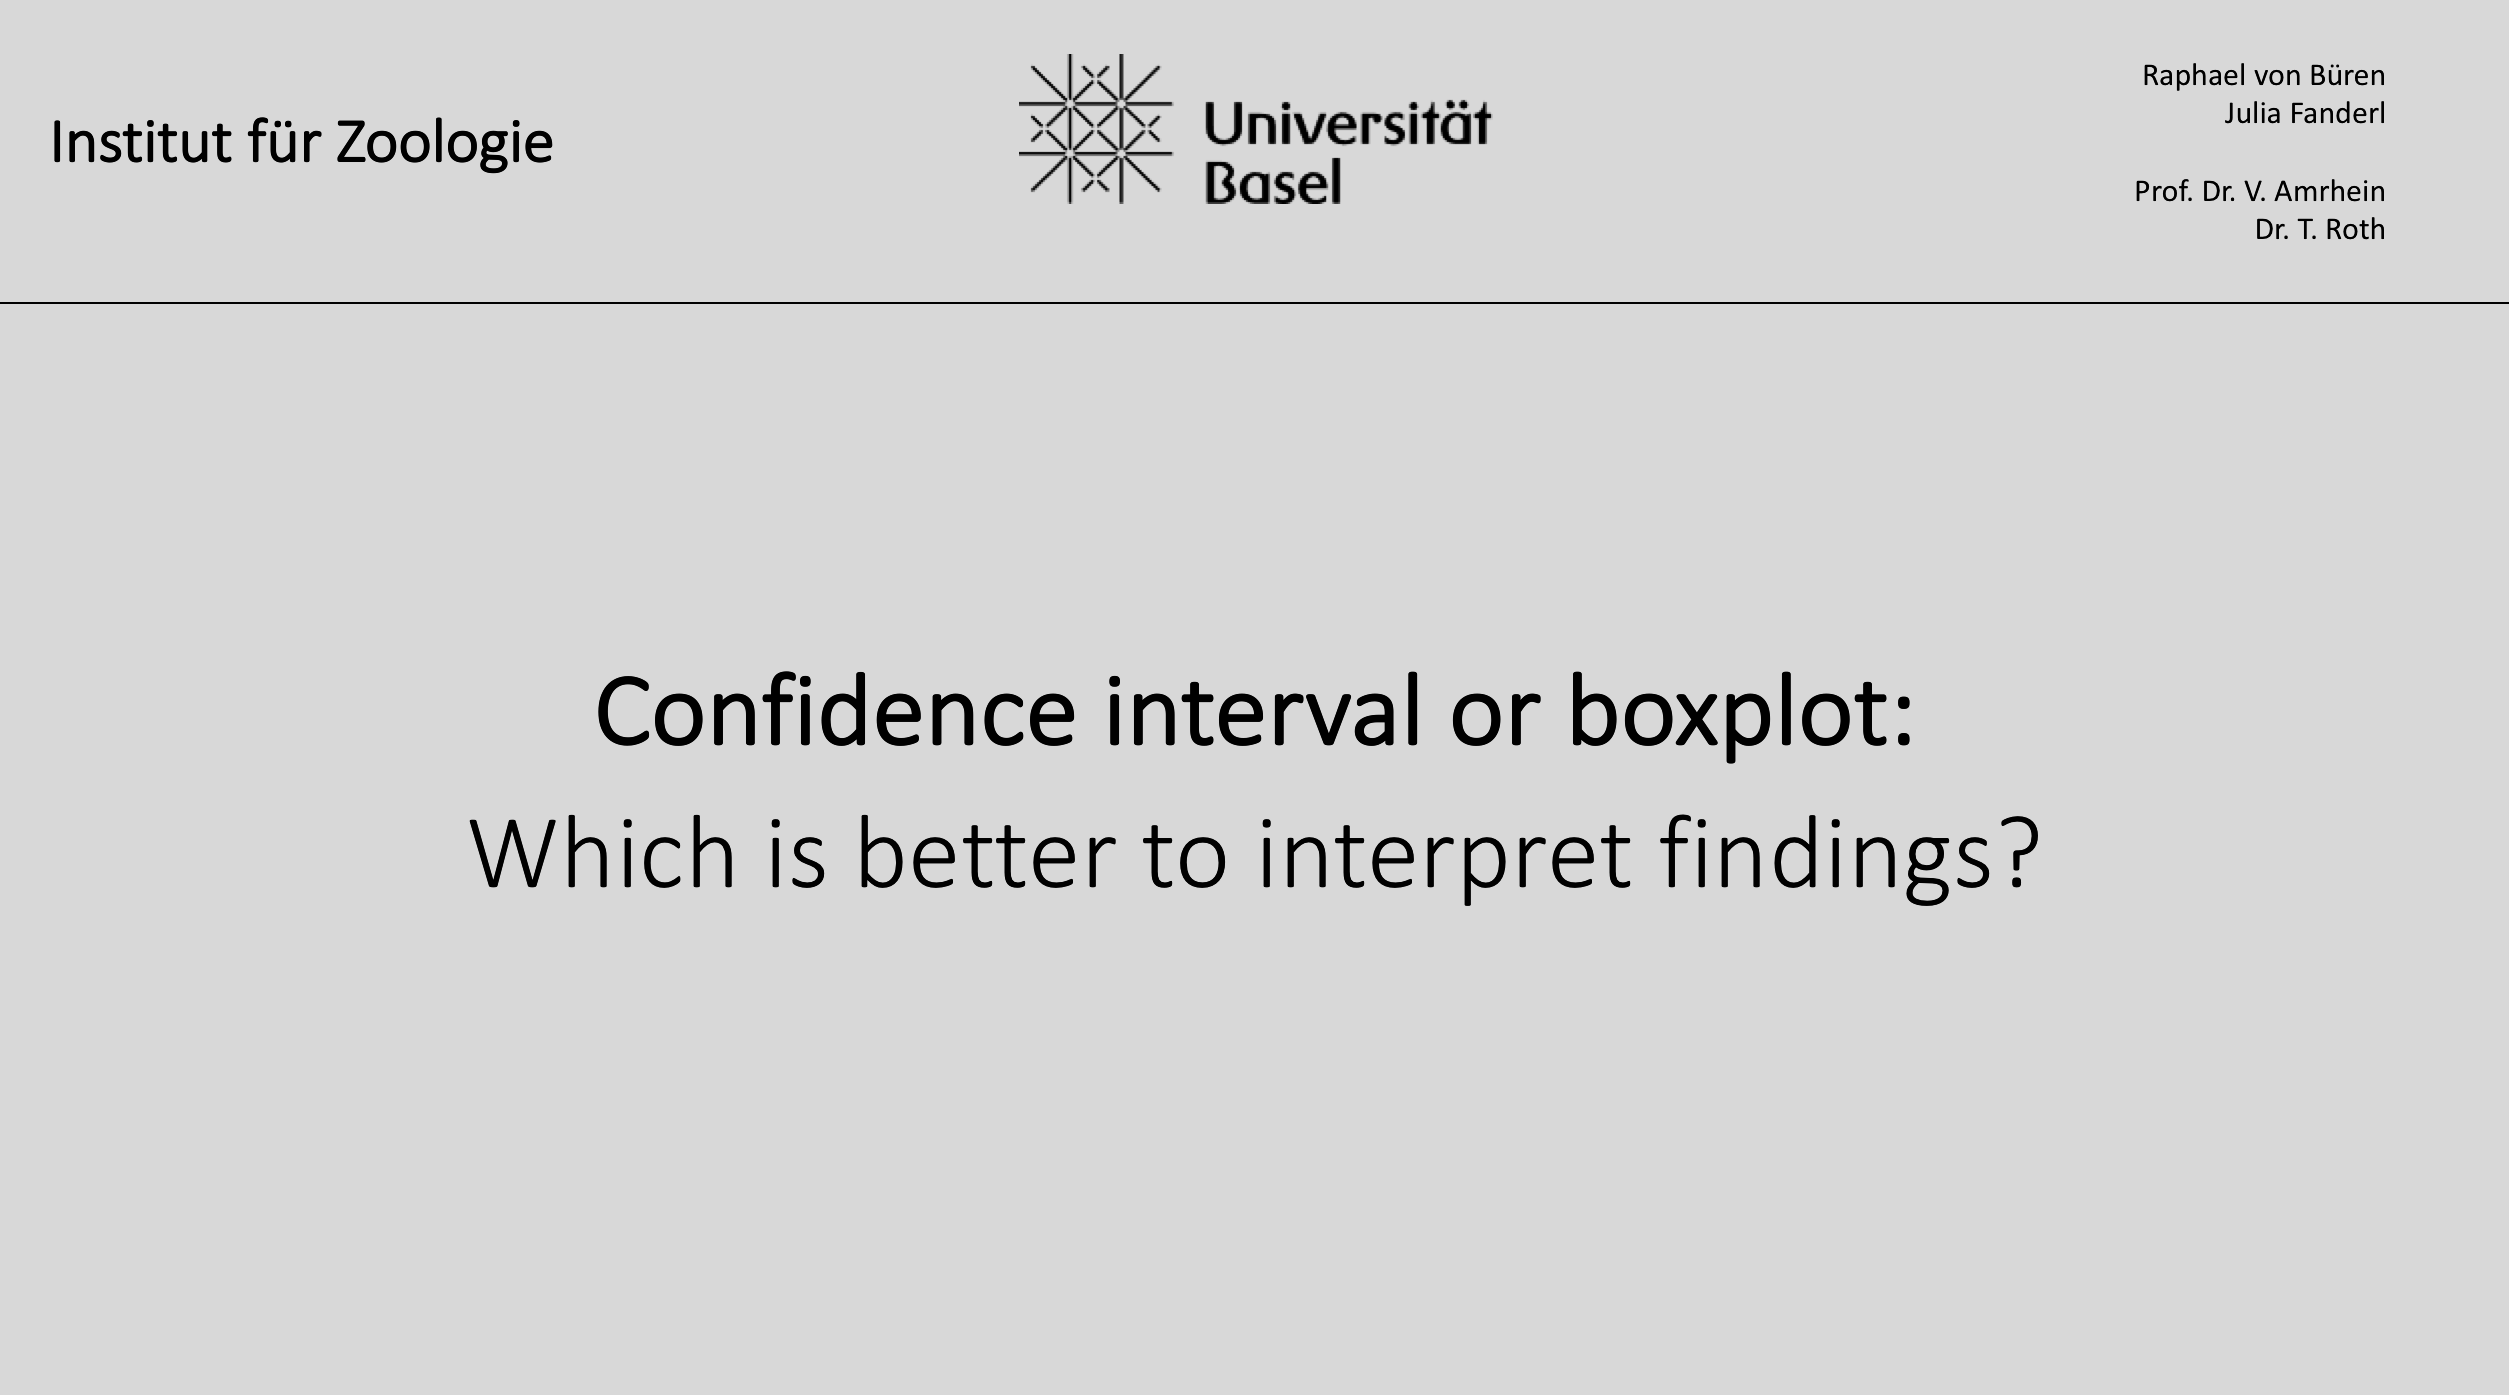 Institut für Zoologie
Universität
Basel
Raphael von Büren
Julia Fanderl
Prof. Dr. V. Amrhein
Dr. T. Roth
Confidence interval or boxplot:
Which is better to interpret findings?